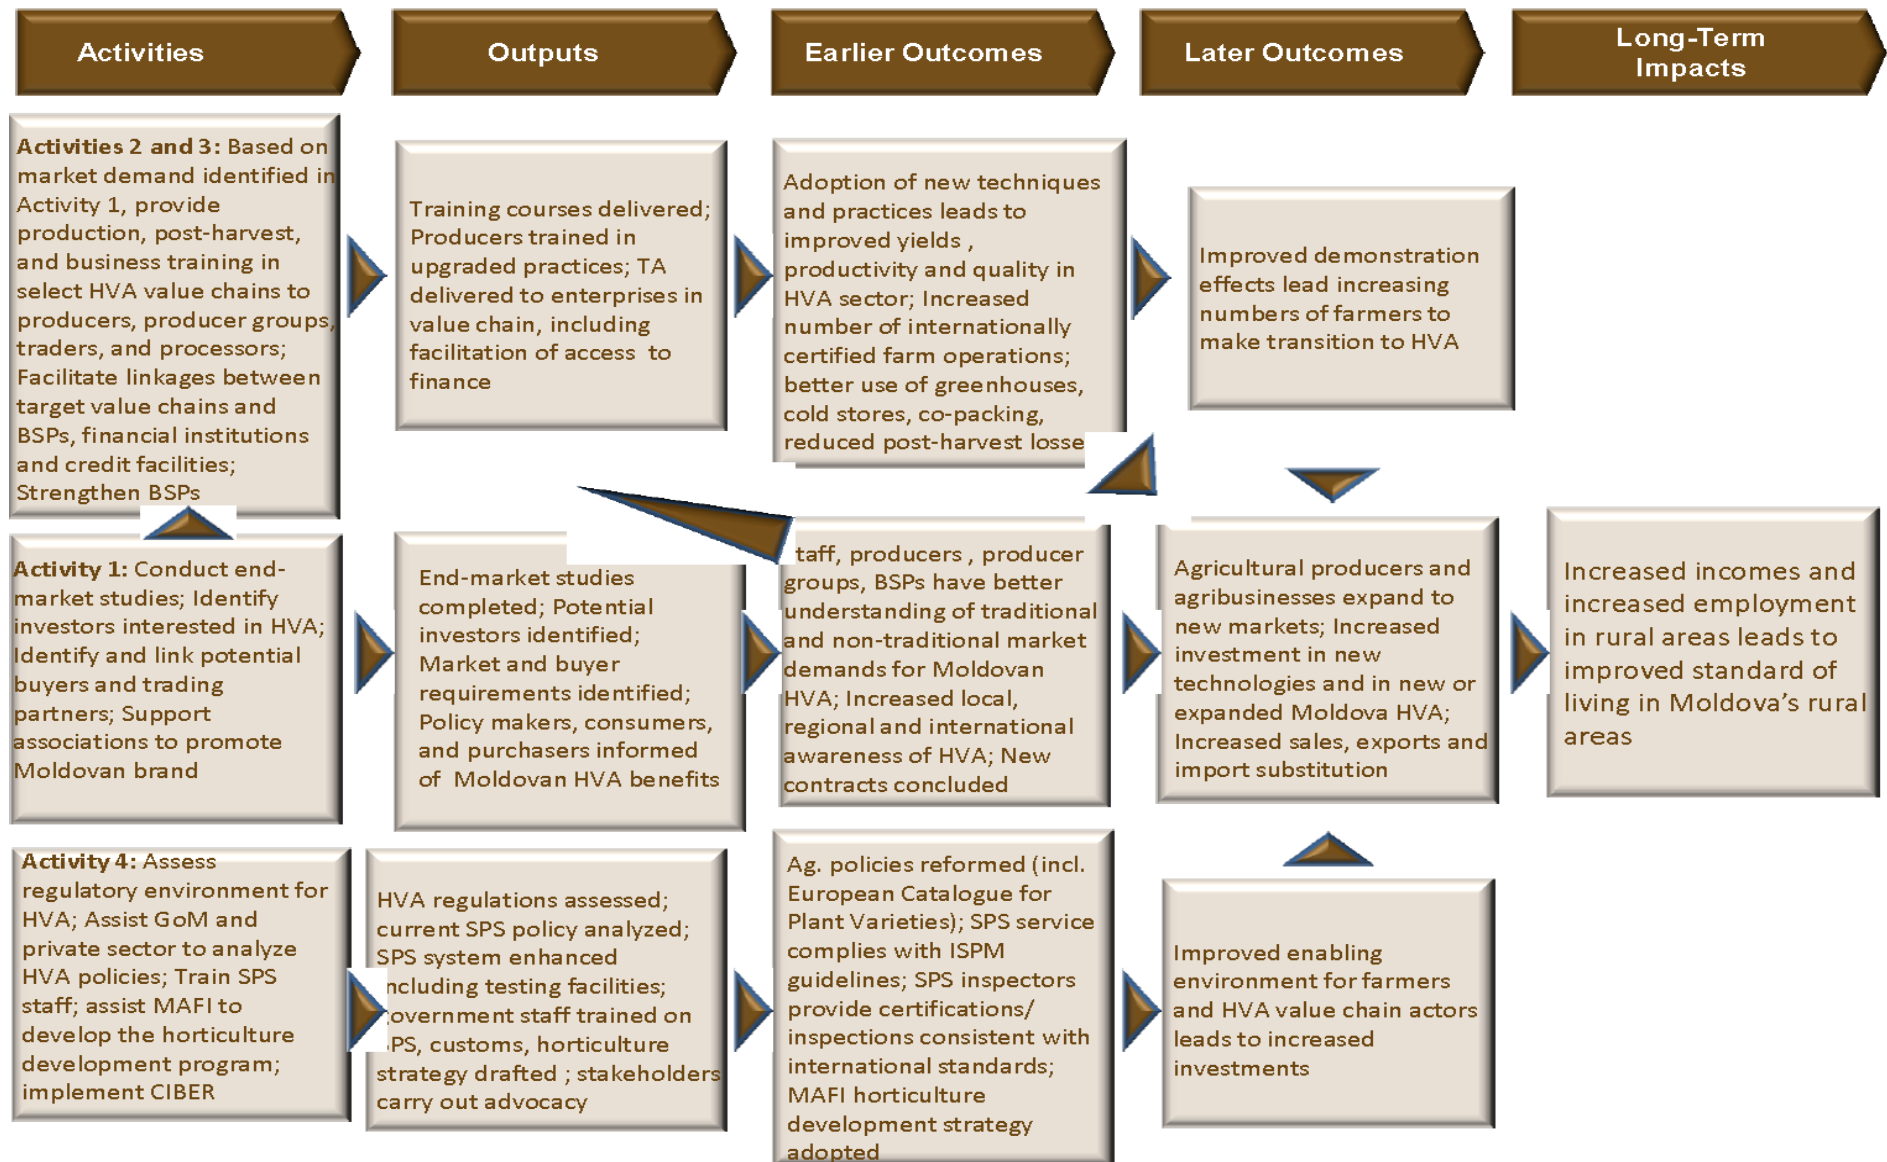 Activities
Outputs
Earlier Outcomes
Later Outcomes
Long-Term
Impacts
Activities 2 and 3: Based on
market demand identified in
Activity 1, provide
production, post-harvest,
and business training in
select HVA value chains to
producers, producer groups,
traders, and processors;
Facilitate linkages between
target value chains and
BSPs, financial institutions
and credit facilities;
Strengthen BSPs
Training courses delivered;
Producers trained in
upgraded practices; TA
delivered to enterprises in
value chain, including
facilitation of access to
finance
Adoption of new techniques
and practices leads to
improved yields ,
productivity and quality in
HVA sector; Increased
number of internationally
certified farm operations;
better use of greenhouses,
cold stores, co-packing,
reduced post-harvest losse
Improved demonstration
effects lead increasing
numbers of farmers to
make transition to HVA
Activity 1: Conduct end-
market studies; Identify
investors interested in HVA;
Identify and link potential
buyers and trading
partners; Support
associations to promote
Moldovan brand
End-market studies
completed; Potential
investors identified;
Market and buyer
requirements identified;
Policy makers, consumers,
and purchasers informed
of Moldovan HVA benefits
taff, producers , producer
groups, BSPs have better
understanding of traditional
and non-traditional market
demands for Moldovan
HVA; Increased local,
regional and international
awareness of HVA; New
contracts concluded
Agricultural producers and
agribusinesses expand to
new markets; Increased
investment in new
technologies and in new or
expanded Moldova HVA;
Increased sales, exports and
import substitution
Increased incomes and
increased employment
in rural areas leads to
improved standard of
living in Moldova's rural
areas
Activity 4: Assess
regulatory environment for
HVA; Assist GoM and
private sector to analyze
HVA policies; Train SPS
staff; assist MAFI to
develop the horticulture
development program;
implement CIBER
HVA regulations assessed;
current SPS policy analyzed;
SPS system enhanced
including testing facilities;
government staff trained on
SPS, customs, horticulture
strategy drafted ; stakeholders
carry out advocacy
Ag. policies reformed (incl.
European Catalogue for
Plant Varieties); SPS service
complies with ISPM
guidelines; SPS inspectors
provide certifications/
inspections consistent with
international standards;
MAFI horticulture
development strategy
adopted
Improved enabling
environment for farmers
and HVA value chain actors
leads to increased
investments